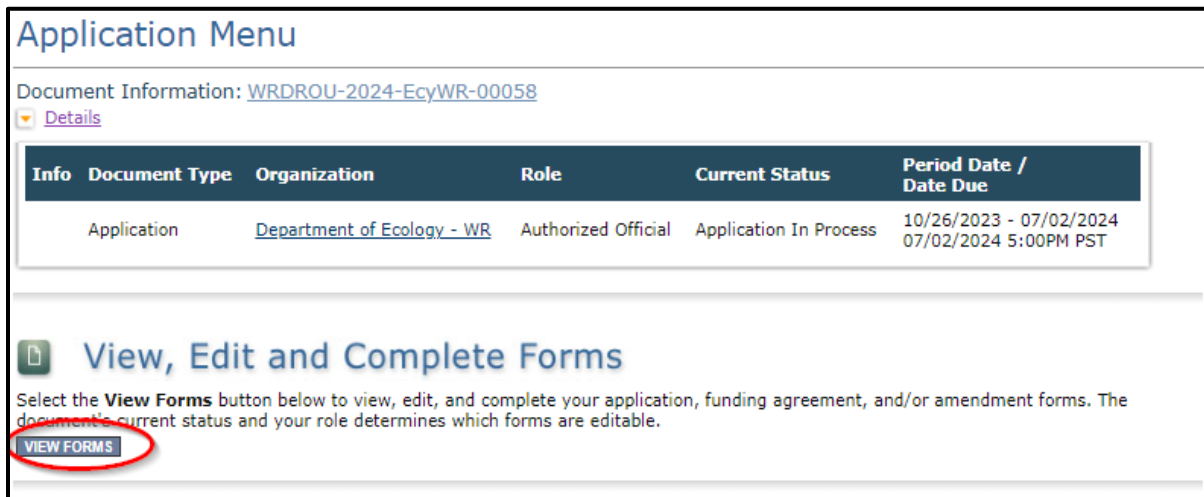 Application Menu
Document Information: WRDROU-2024-EcyWR-00058
Details
Info Document Type Organization Role Current Status Period Date / Date Due
Application Department of Ecology - WR Authorized Official Application In Process 10/26/2023 - 07/02/2024
07/02/2024 5:00PM PST
View, Edit and Complete Forms
Select the View Forms button below to view, edit, and complete your application, funding agreement, and/or amendment forms. The
document's current status and your role determines which forms are editable.
VIEW FORMS